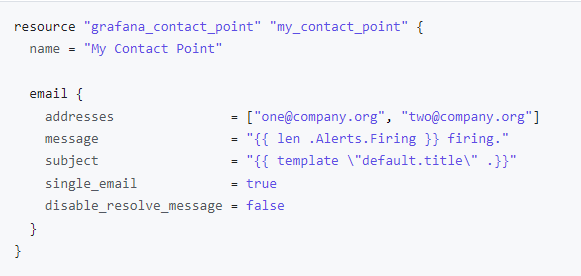 resource "grafana_contact_point" "my_contact_point" {
  name = "My Contact Point"

  email {
    addresses               = ["one@company.org", "two@company.org"]
    message                 = "{{ len .Alerts.Firing }} firing."
    subject                 = "{{ template \"default.title\" .}}"
    single_email            = true
    disable_resolve_message = false
  }
}